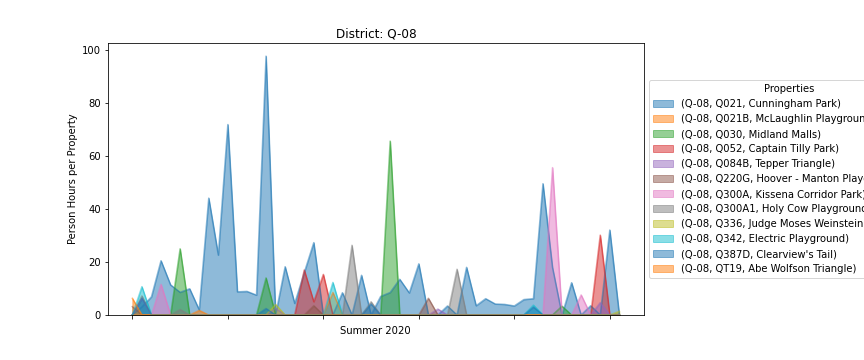 District: Q-08
Person Hours per Property
100
80
60
40
20
0
Summer 2020
Properties
(Q-08, Q021, Cunningham Park)
(Q-08, Q021B, McLaughlin Playgroun
(Q-08, Q030, Midland Malls)
(Q-08, Q052, Captain Tilly Park)
(Q-08, Q084B, Tepper Triangle)
(Q-08, Q220G, Hoover - Manton Play
(Q-08, Q300A, Kissena Corridor Park)
(Q-08, Q300A1, Holy Cow Playground
(Q-08, Q336, Judge Moses Weinstein
(Q-08, Q342, Electric Playground)
(Q-08, Q387D, Clearview's Tail)
(Q-08, QT19, Abe Wolfson Triangle)